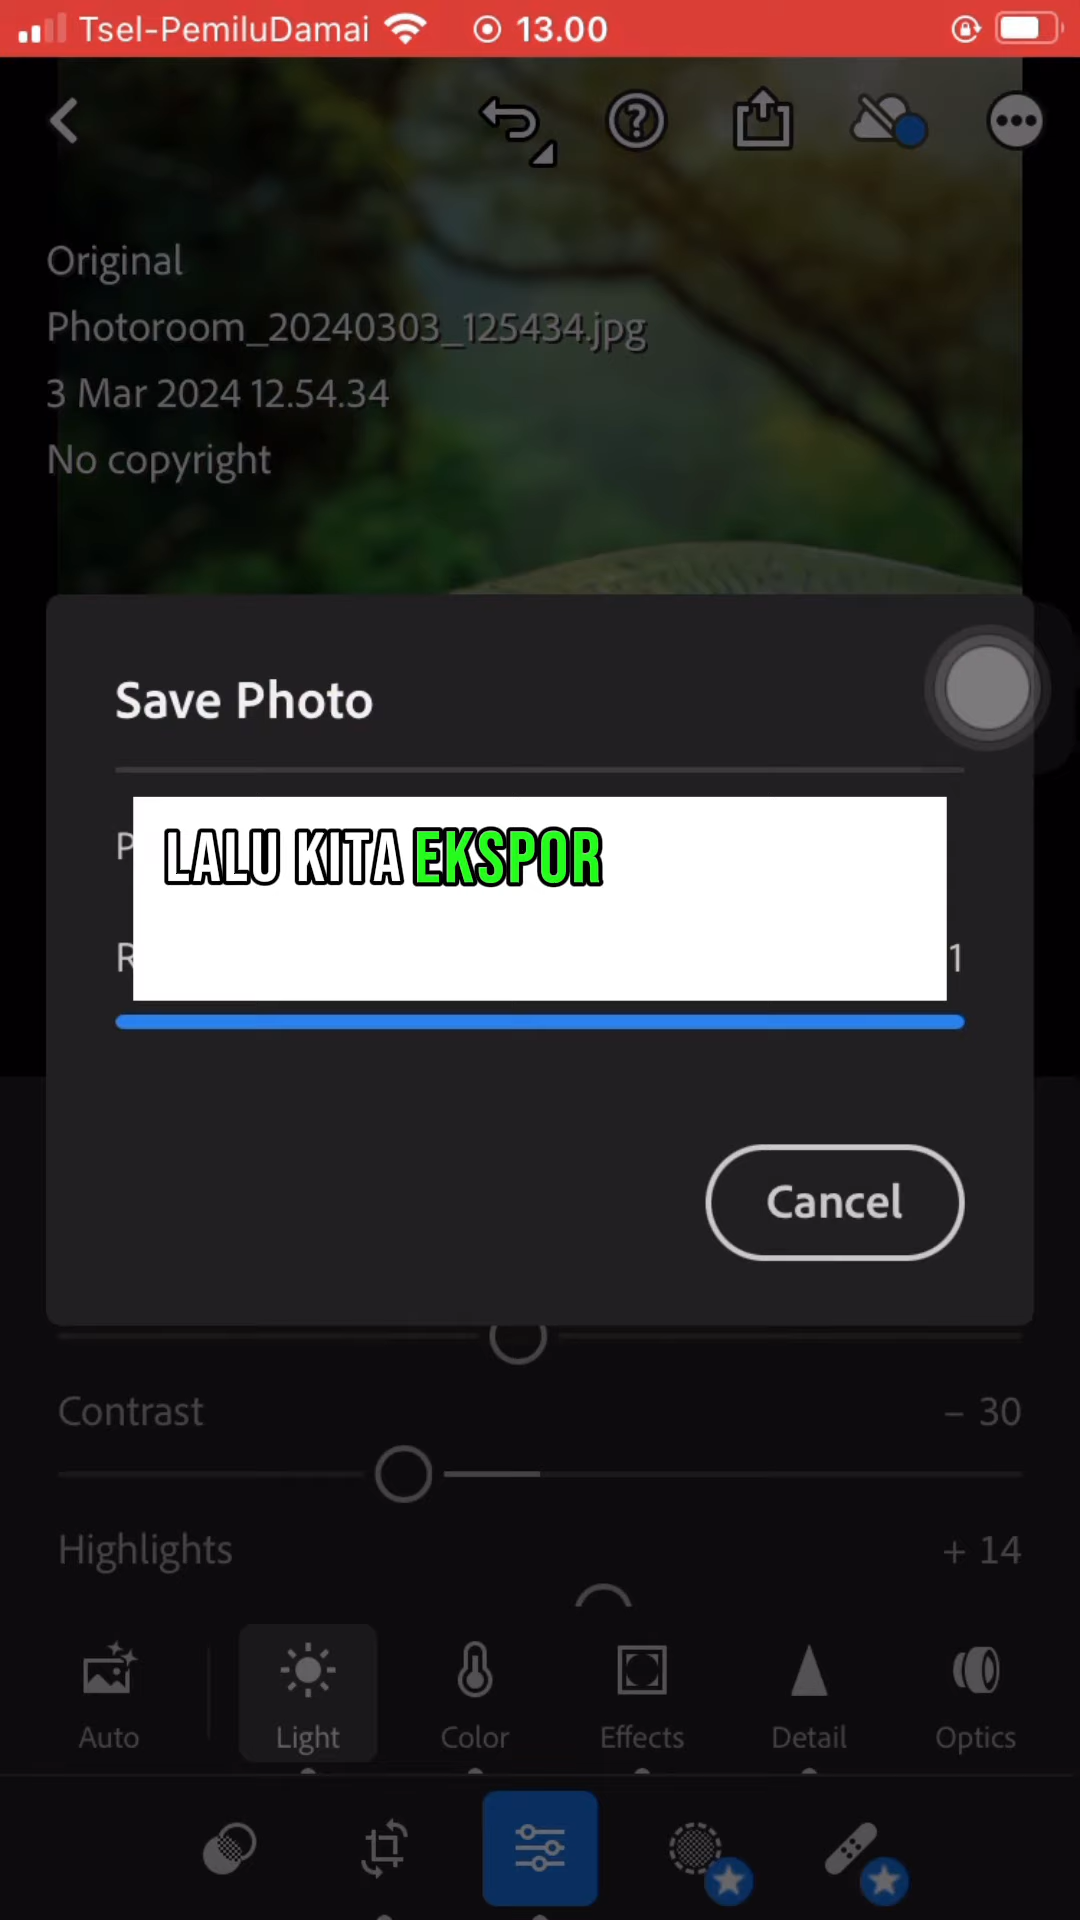 Tsel-PemiluDamai 13.00
Original
Photoroom_20240303_125434.jpg
3 Mar 2024 12.54.34
No copyright
Save Photo
LALU KITA EKSPOR
1
Cancel
Contrast - 30
Highlights + 14
Auto Light Color Effects Detail Optics